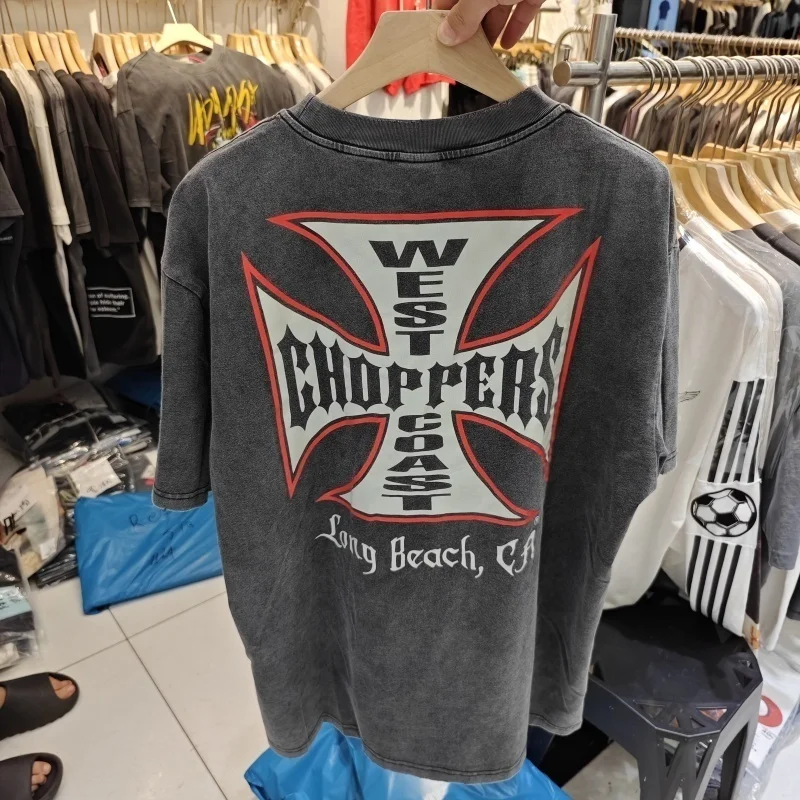 WEST
CHOPPERS
COAST
Long Beach, CA